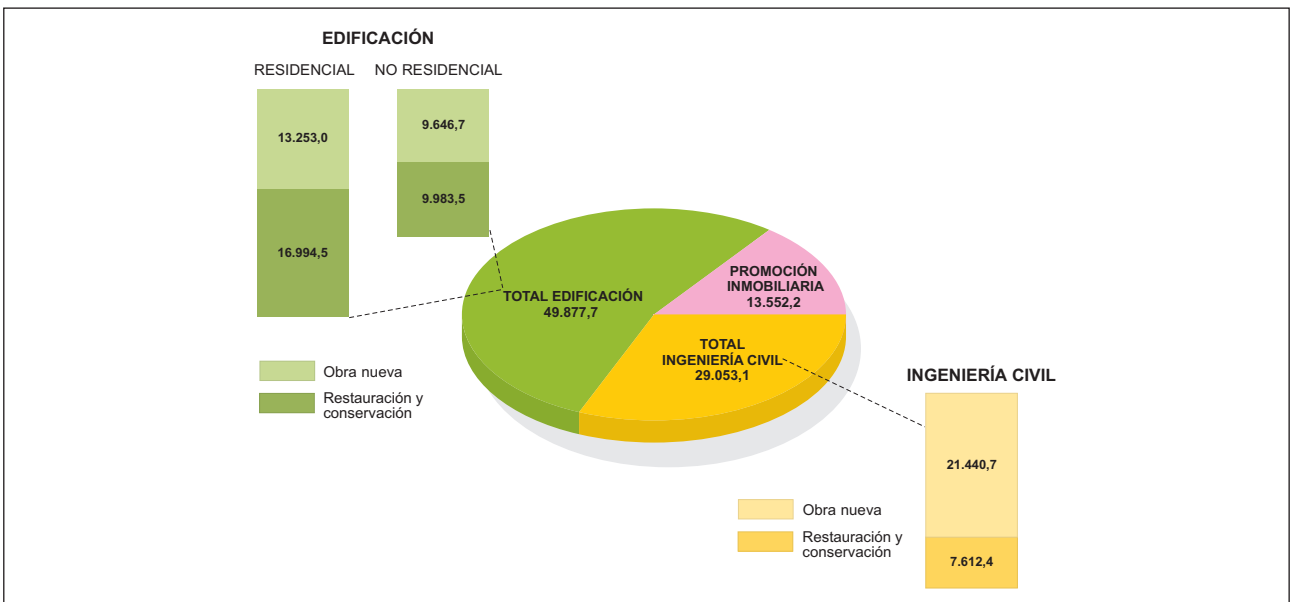 EDIFICACIÓN
RESIDENCIAL
NO RESIDENCIAL
13.253,0
9.646,7
16.994,5
9.983,5
PROMOCIÓN
INMOBILIARIA
13.552,2
TOTAL EDIFICACIÓN
49.877,7
TOTAL
INGENIERÍA CIVIL
29.053,1
Obra nueva
Restauración y
conservación
INGENIERÍA CIVIL
21.440,7
7.612,4
Obra nueva
Restauración y
conservación